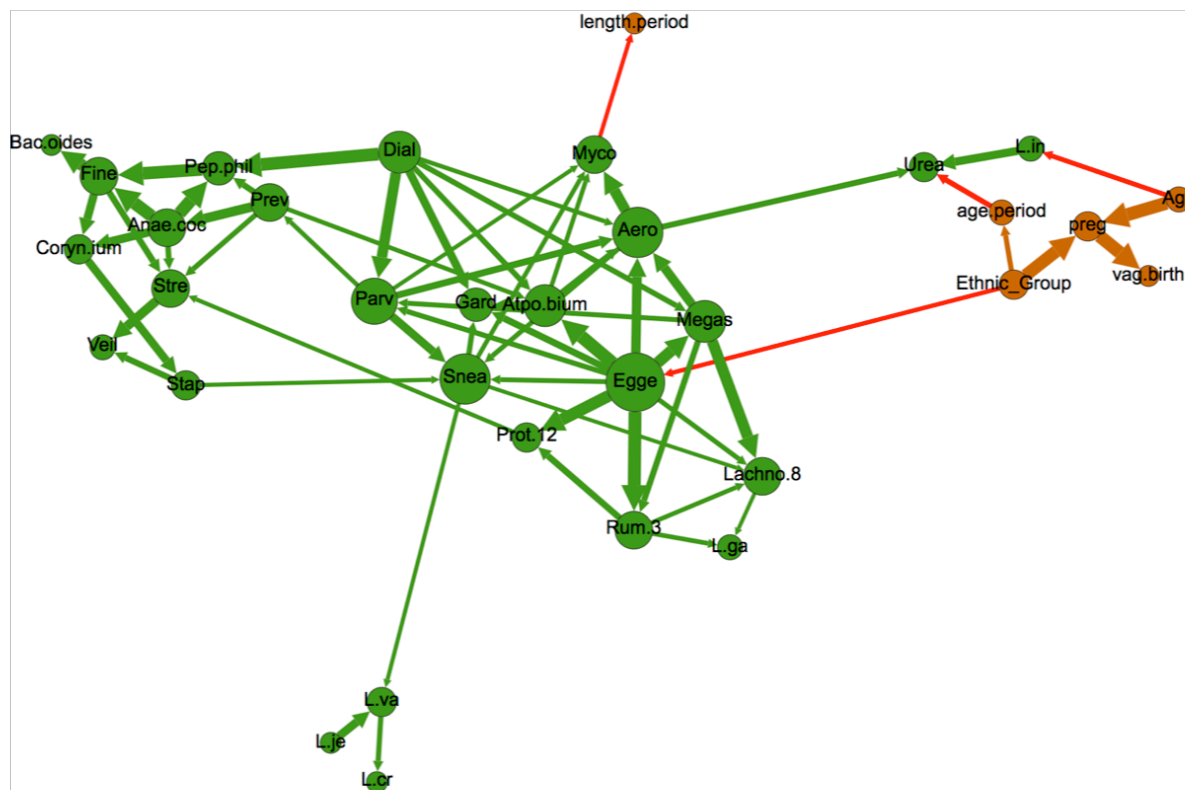 length.period
Bac.oides
Fine
Pep.phil
Dial
Myco
Urea
L.in
Prev
Anae.coc
Coryn.ium
Aero
age.period
Ag
preg
vag.birth
Ethnic_Group
Stre
Parv
Gard
Atpo.bium
Megas
Veil
Stap
Snea
Egge
Prot.12
Lachno.8
Rum.3
L.ga
L.va
L.je
L.cr